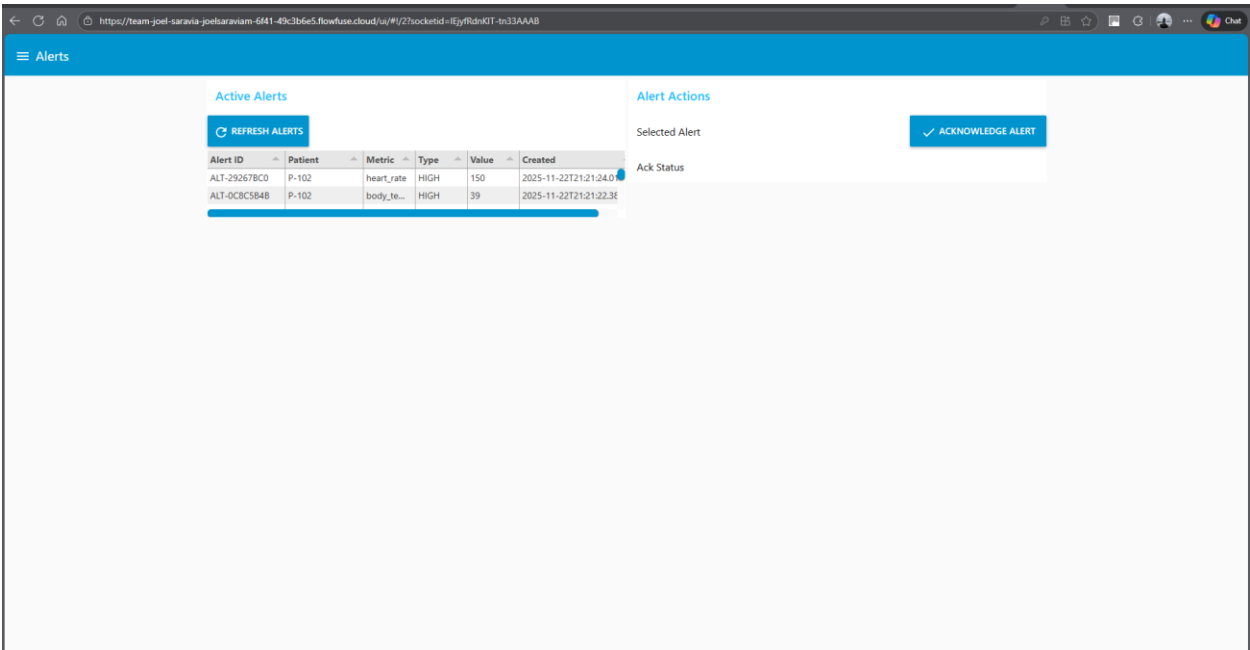 https://team-joel-saravia-joelsaraviam-6f41-49c3b6e5.flowfuse.cloud/ui/#!/2?socketid=IEjyfRdnKIT-tn33AAAB
Chat
Alerts
Active Alerts
REFRESH ALERTS
Alert ID Patient Metric Type Value Created
ALT-29267BC0 P-102 heart_rate HIGH 150 2025-11-22T21:21:24.01
ALT-0C8C5B4B P-102 body_te... HIGH 39 2025-11-22T21:21:22.38
Alert Actions
Selected Alert
ACKNOWLEDGE ALERT
Ack Status